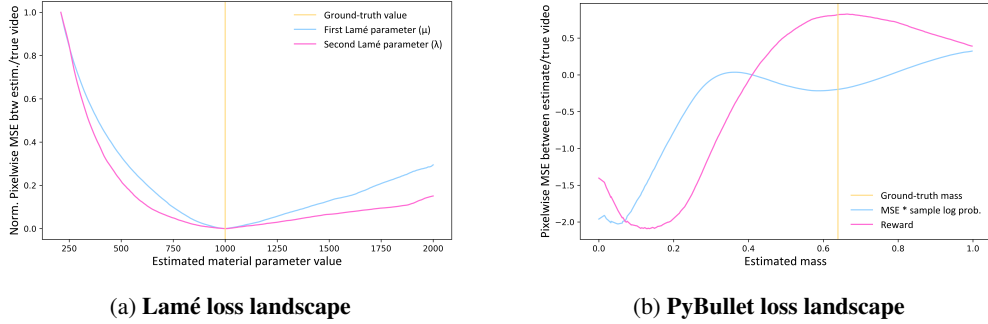 Norm. Pixelwise MSE btw estim./true video
1.0
0.8
0.6
0.4
0.2
0.0
Ground-truth value
First Lamé parameter (μ)
Second Lamé parameter (λ)
250 500 750 1000 1250 1500 1750 2000
Estimated material parameter value
(a) Lamé loss landscape
Pixelwise MSE between estimate/true video
0.5
0.0
−0.5
−1.0
−1.5
−2.0
Ground-truth mass
MSE * sample log prob.
Reward
0.0 0.2 0.4 0.6 0.8 1.0
Estimated mass
(b) PyBullet loss landscape